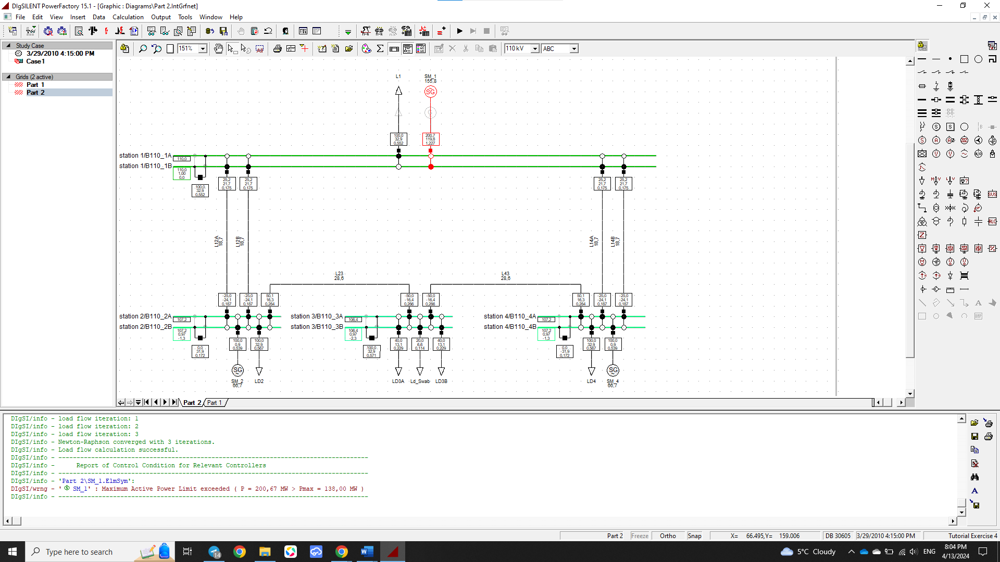 DIgSILENT PowerFactory 15.1 - [Graphic : Diagrams\Part 2.IntGrfnet]
File Edit View Insert Data Calculation Output Tools Window Help
151%
110 kV
ABC
Study Case
3/29/2010 4:15:00 PM
Case1
Grids (2 active)
Part 1
Part 2
L1
SM_1
155,8
SG
100,0
32,9
0,552
200,7
119,8
1,227
station 1/B110_1A
110,0
station 1/B110_1B
110,0
1,00
0,0
100,0
32,9
0,552
25,2
21,7
0,175
25,2
21,7
0,175
25,2
21,7
0,175
25,2
21,7
0,175
L12A
18,7
L12B
18,7
L14A
18,7
L14B
18,7
L23
28,6
L43
28,6
-25,0
-24,1
0,187
-25,0
-24,1
0,187
50,1
16,3
0,284
-50,0
-16,4
0,286
-50,0
-16,4
0,286
50,1
16,3
0,284
-25,0
-24,1
0,187
-25,0
-24,1
0,187
station 2/B110_2A
107,2
station 2/B110_2B
107,2
0,97
-1,3
0,0
31,9
0,172
100,0
0,9
0,539
100,0
32,9
0,567
SG
SM_2
66,7
LD2
station 3/B110_3A
106,4
station 3/B110_3B
106,4
0,97
-2,3
100,0
32,9
0,571
40,0
13,1
0,229
20,0
6,6
0,114
40,0
13,1
0,229
LD3A
Ld_Swab
LD3B
station 4/B110_4A
107,2
station 4/B110_4B
107,2
0,97
-1,3
0,0
-31,9
0,172
100,0
32,9
0,567
100,0
0,9
0,539
LD4
SG
SM_4
66,7
Part 2 Part 1
DIgSI/info - load flow iteration: 1
DIgSI/info - load flow iteration: 2
DIgSI/info - load flow iteration: 3
DIgSI/info - Newton-Raphson converged with 3 iterations.
DIgSI/info - Load flow calculation successful.
DIgSI/info - -------------------------------------------------------------------------------------
DIgSI/info - Report of Control Condition for Relevant Controllers
DIgSI/info - -------------------------------------------------------------------------------------
DIgSI/info - 'Part 2\SM_1.ElmSym':
DIgSI/wrng - ' SM_1' : Maximum Active Power Limit exceeded ( P = 200,67 MW > Pmax = 138,00 MW )
DIgSI/info - -------------------------------------------------------------------------------------
Part 2 Freeze Ortho Snap X= 66.495,Y= 159.006 DB 30605 3/29/2010 4:15:00 PM Tutorial Exercise 4
Type here to search
14
5°C Cloudy
ENG
8:04 PM
4/13/2024